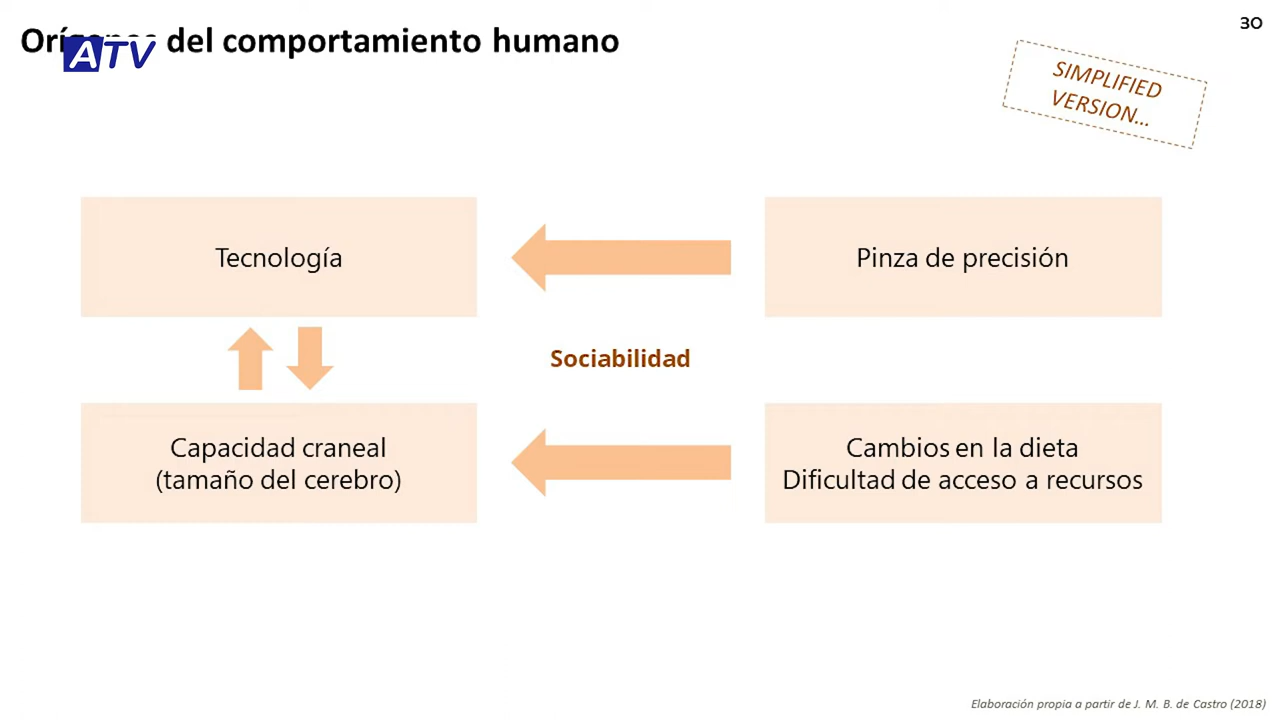 30
Orígenes del comportamiento humano
ATV
SIMPLIFIED
VERSION...
Tecnología
Pinza de precisión
Sociabilidad
Capacidad craneal
(tamaño del cerebro)
Cambios en la dieta
Dificultad de acceso a recursos
Elaboración propia a partir de J. M. B. de Castro (2018)